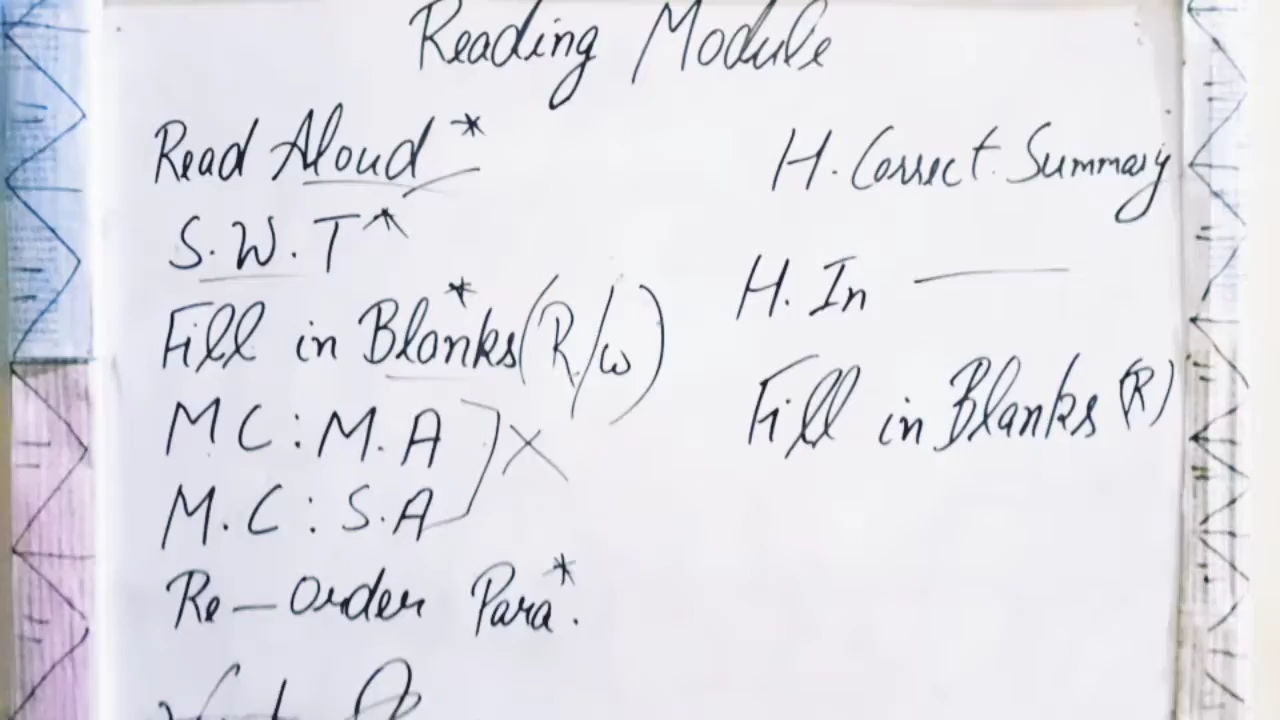 Reading Module
Read Aloud *
S.W.T *
Fill in Blanks * (R/W)
M C : M.A
M.C : S.A
Re-order Para *.
H. Correct Summary
H. In
Fill in Blanks (R)